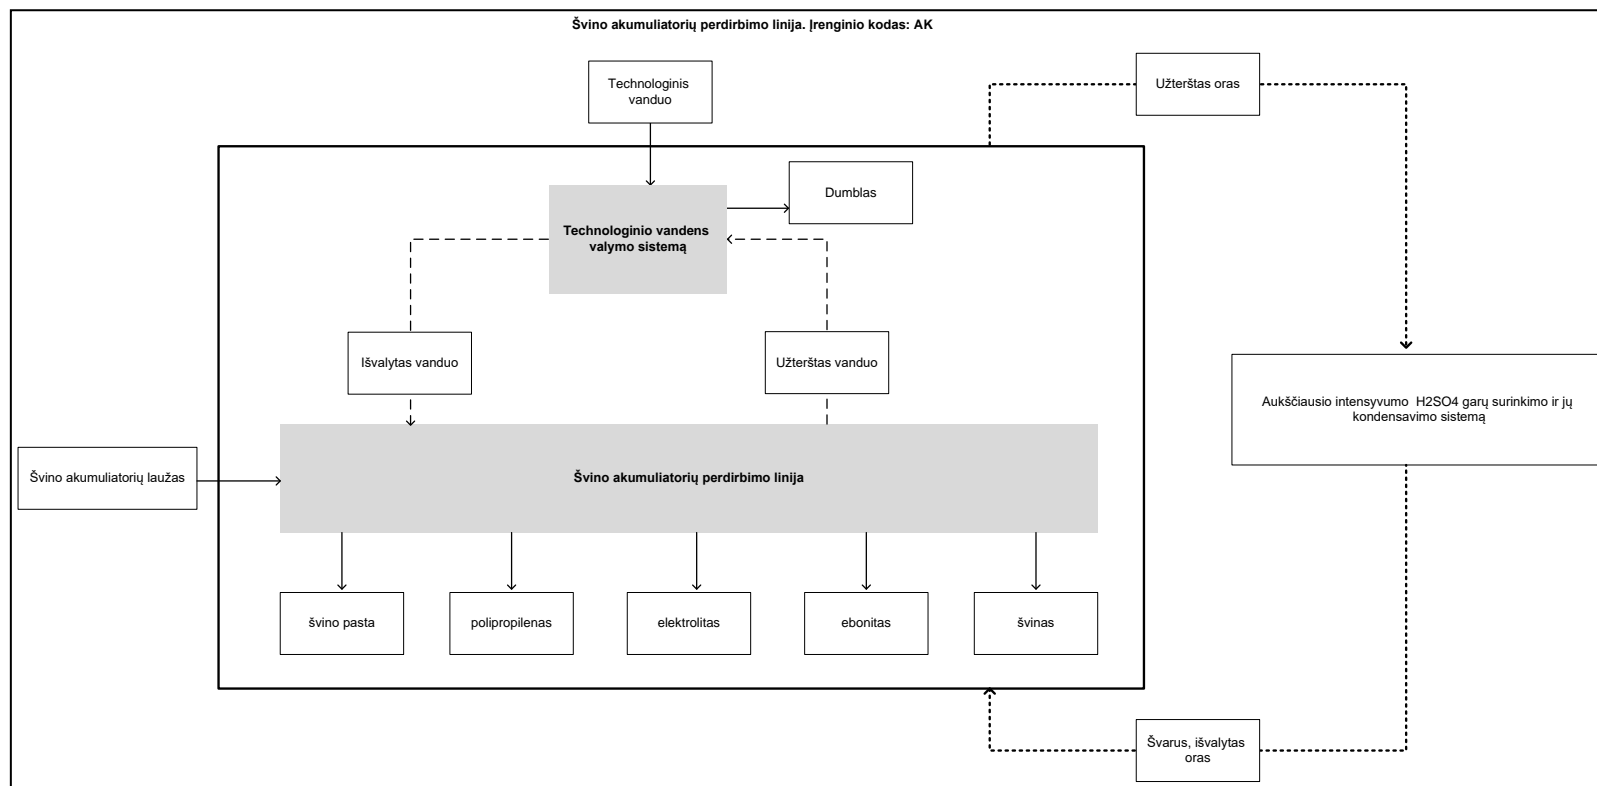 Švino akumuliatorių perdirbimo linija. Įrenginio kodas: AK
Technologinis
vanduo
Užterštas oras
Dumblas
Technologinio vandens
valymo sistemą
Išvalytas vanduo
Užterštas vanduo
Aukščiausio intensyvumo  H2SO4 garų surinkimo ir jų
kondensavimo sistemą
Švino akumuliatorių laužas
Švino akumuliatorių perdirbimo linija
švino pasta
polipropilenas
elektrolitas
ebonitas
švinas
Švarus, išvalytas
oras